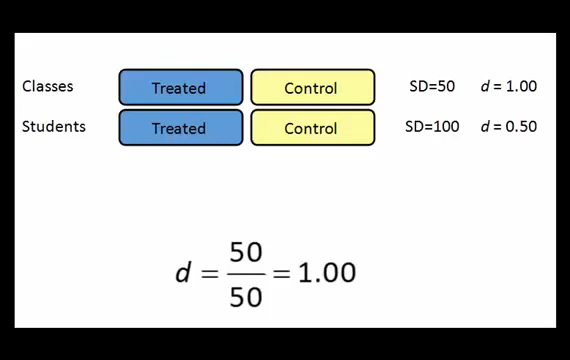 Classes Treated Control SD=50 d = 1.00
Students Treated Control SD=100 d = 0.50
d = 50/50 = 1.00